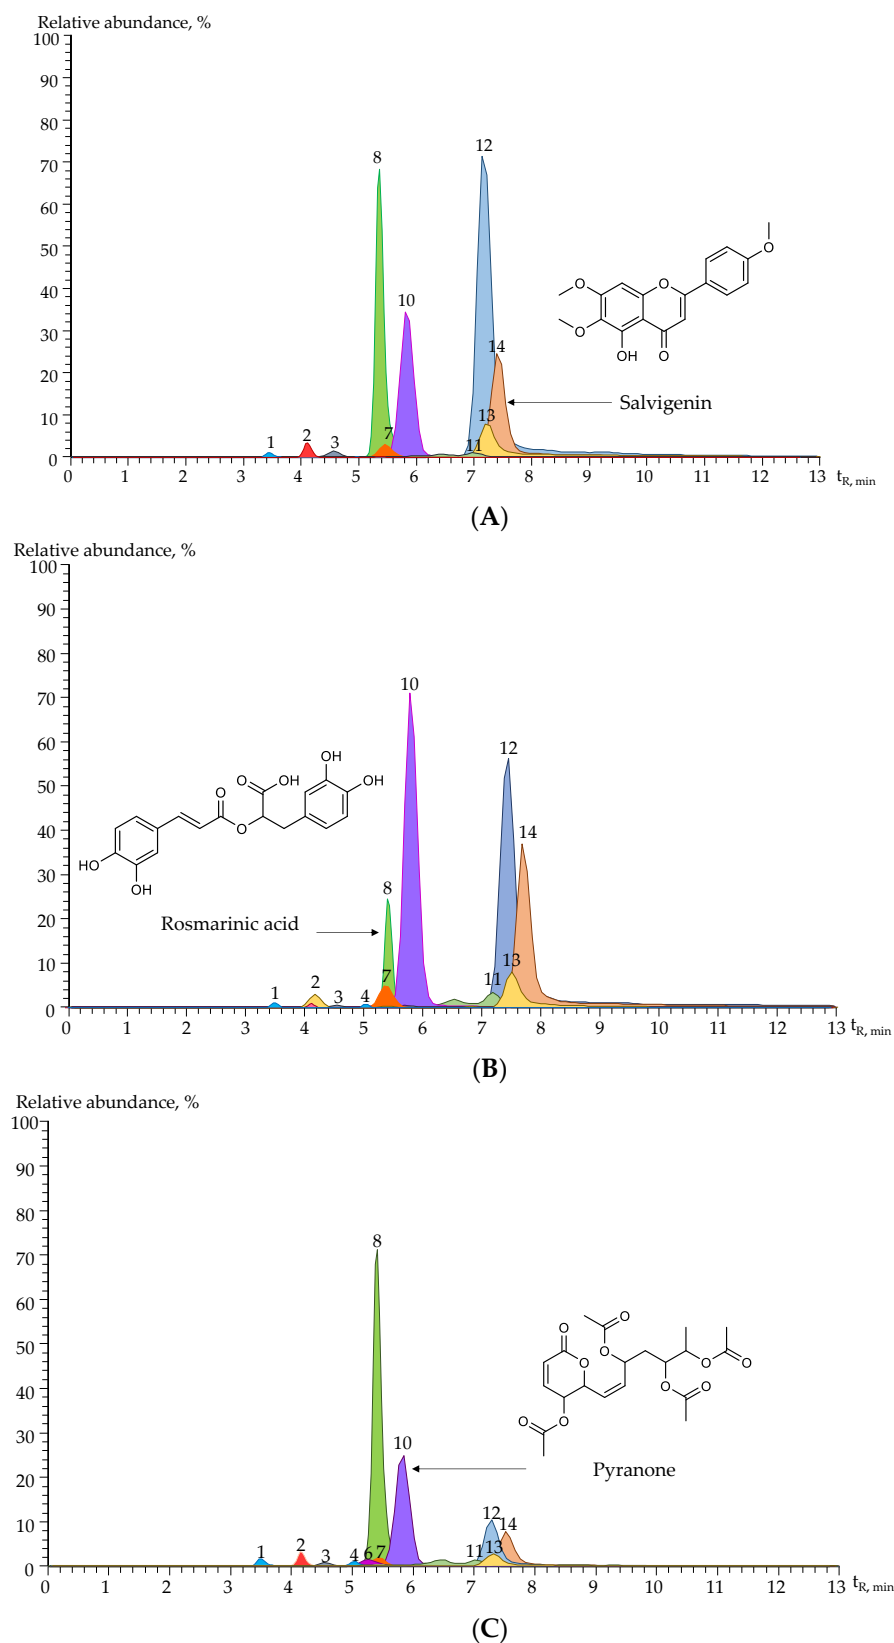 Relative abundance, %
100
90
80
70
60
50
40
30
20
10
0
8
12
10
14
13
11
7
1
2
3
O
O
O
O
O
OH
Salvigenin
0 1 2 3 4 5 6 7 8 9 10 11 12 13 tR, min
(A)
Relative abundance, %
100
90
80
70
60
50
40
30
20
10
0
10
12
14
8
13
7
11
1
2
3
4
OH
OH
O
OH
O
O
HO
OH
Rosmarinic acid
0 1 2 3 4 5 6 7 8 9 10 11 12 13 tR, min
(B)
Relative abundance, %
100
90
80
70
60
50
40
30
20
10
0
8
10
12
14
1
2
3
4
6
7
11
13
O
O
O
O
O
O
O
O
O
O
Pyranone
0 1 2 3 4 5 6 7 8 9 10 11 12 13 tR, min
(C)